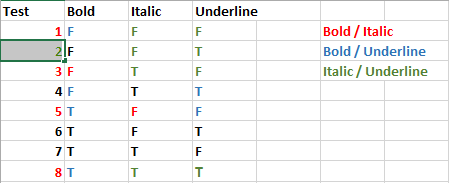 Test Bold Italic Underline
1 F F F Bold / Italic
2 F F T Bold / Underline
3 F T F Italic / Underline
4 F T T
5 T F F
6 T F T
7 T T F
8 T T T